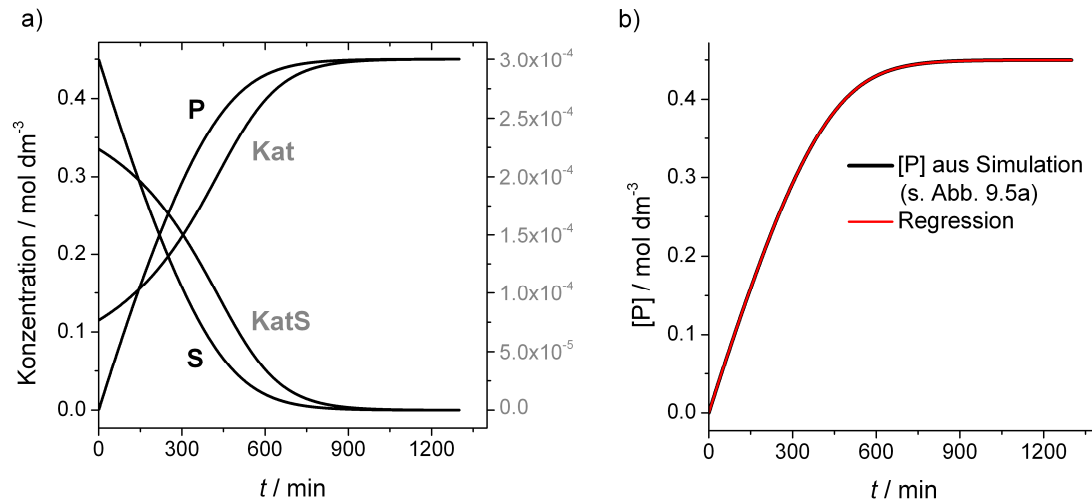 a)
Konzentration / mol dm⁻³
0.4
0.3
0.2
0.1
0.0
P
Kat
KatS
S
3.0x10⁻⁴
2.5x10⁻⁴
2.0x10⁻⁴
1.5x10⁻⁴
1.0x10⁻⁴
5.0x10⁻⁵
0.0
0 300 600 900 1200
t / min
b)
[P] / mol dm⁻³
0.4
0.3
0.2
0.1
0.0
[P] aus Simulation
(s. Abb. 9.5a)
Regression
0 300 600 900 1200
t / min